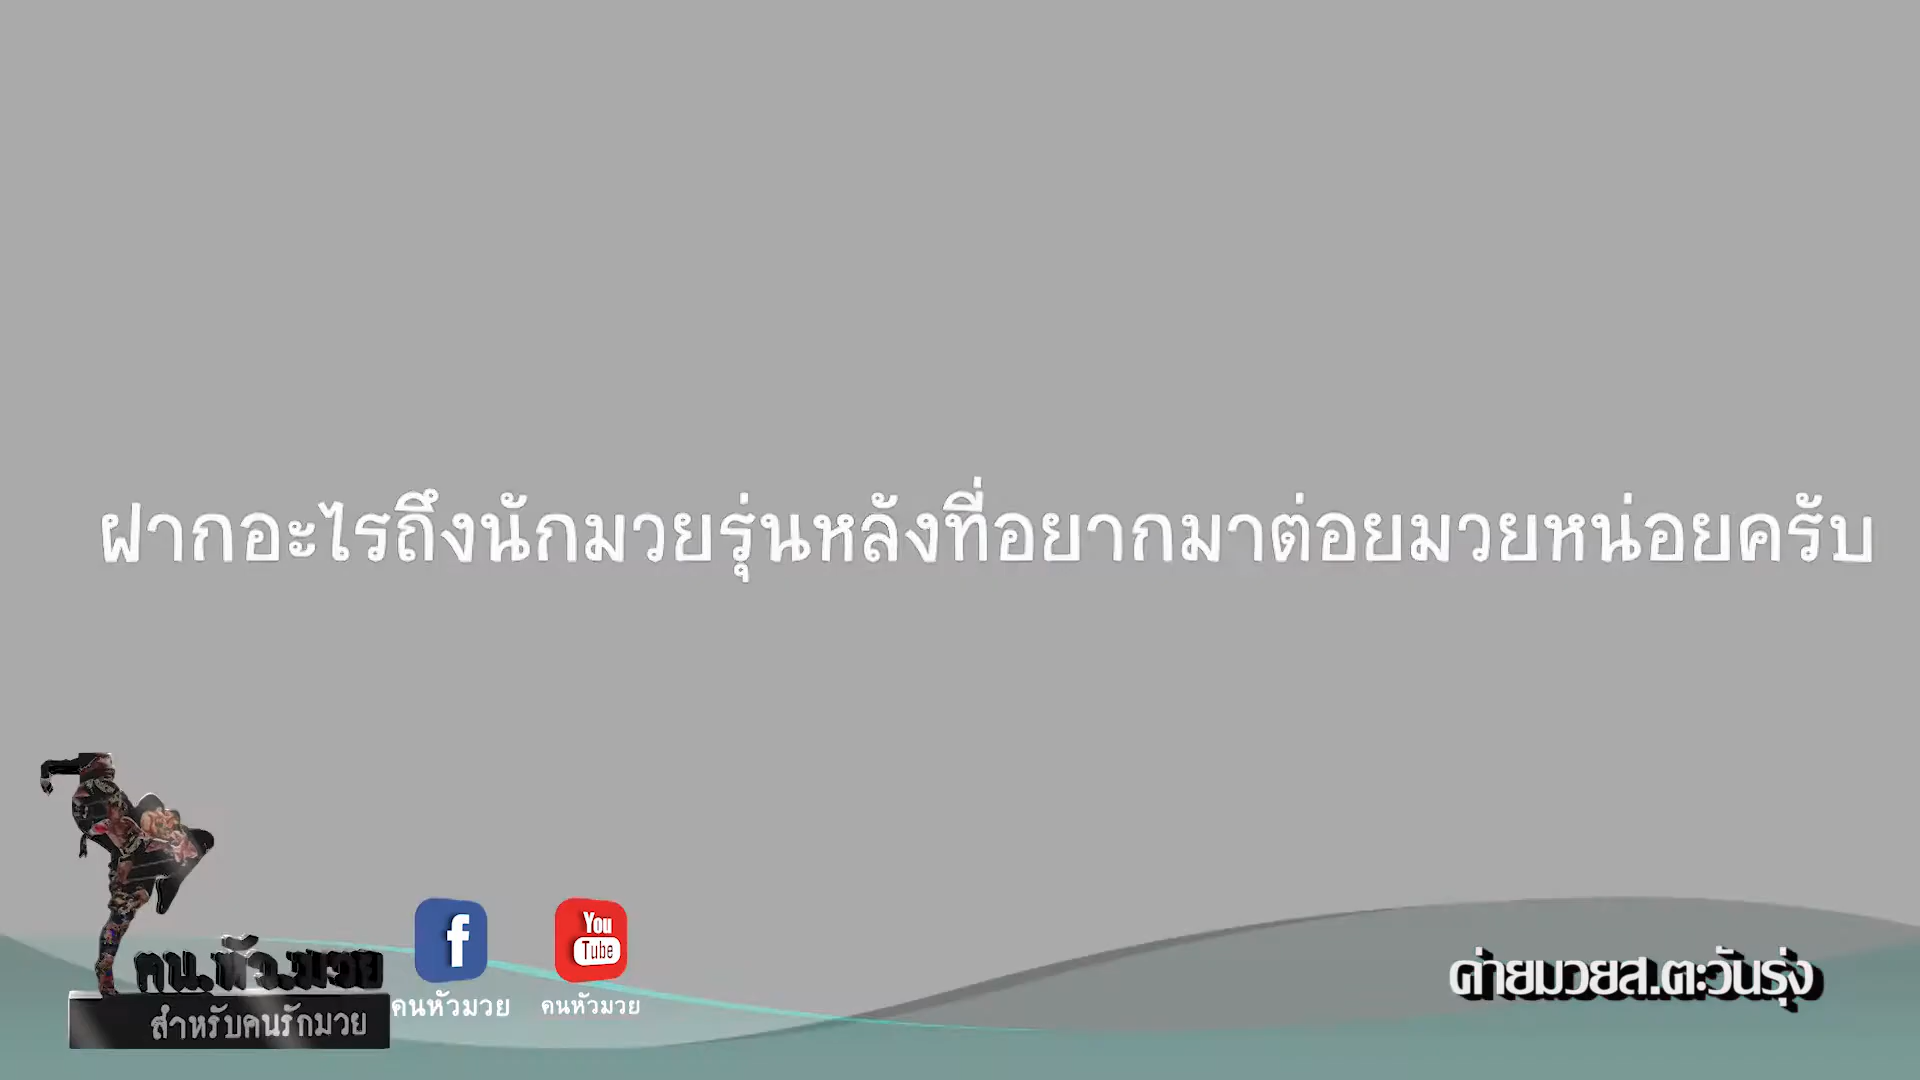 ฝากอะไรถึงนักมวยรุ่นหลังที่อยากมาต่อยมวยหน่อยครับ
คน.หัว.มวย
สำหรับคนรักมวย
f
คนหัวมวย
You
Tube
คนหัวมวย
ค่ายมวยส.ตะวันรุ่ง